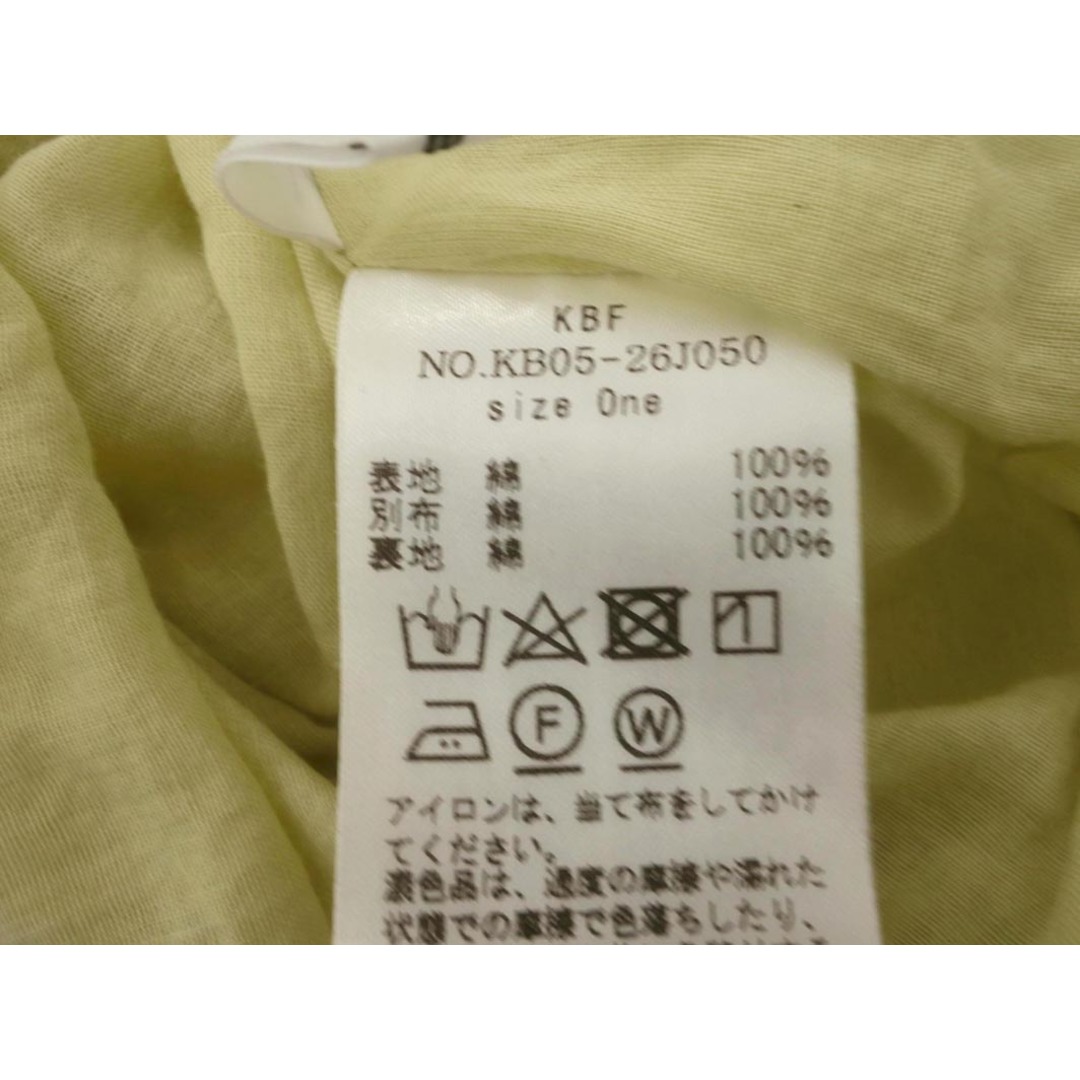 KBF
NO.KB05-26J050
size One
表地 綿 100%
別布 綿 100%
裏地 綿 100%
F W
アイロンは、当て布をしてかけ
てください。
濃色品は、過度の摩擦や濡れた
状態での摩擦で色落ちしたり、